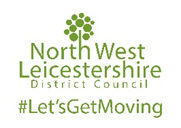 North West
Leicestershire
District Council
#Let'sGetMoving